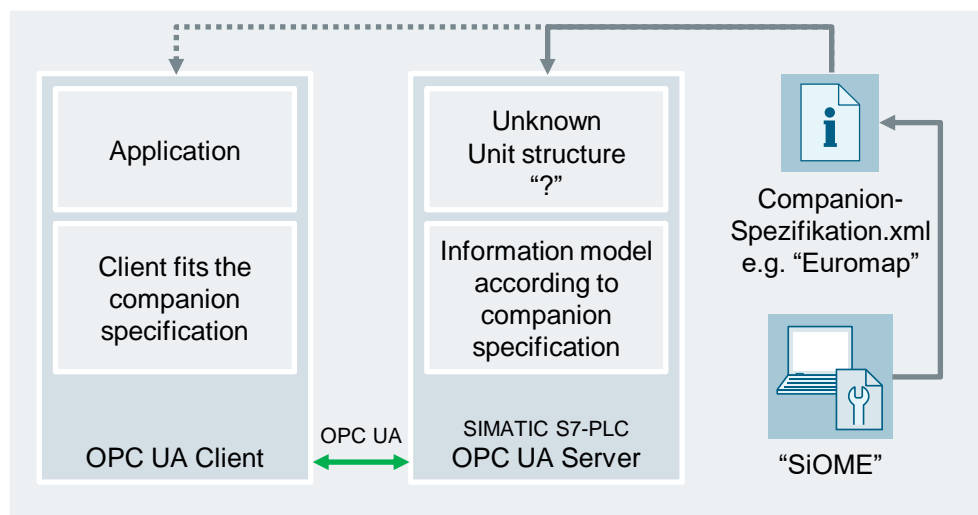 Application
Client fits the
companion
specification
OPC UA Client
OPC UA
Unknown
Unit structure
“?”
Information model
according to
companion
specification
SIMATIC S7-PLC
OPC UA Server
i
Companion-
Spezifikation.xml
e.g. “Euromap”
“SiOME”